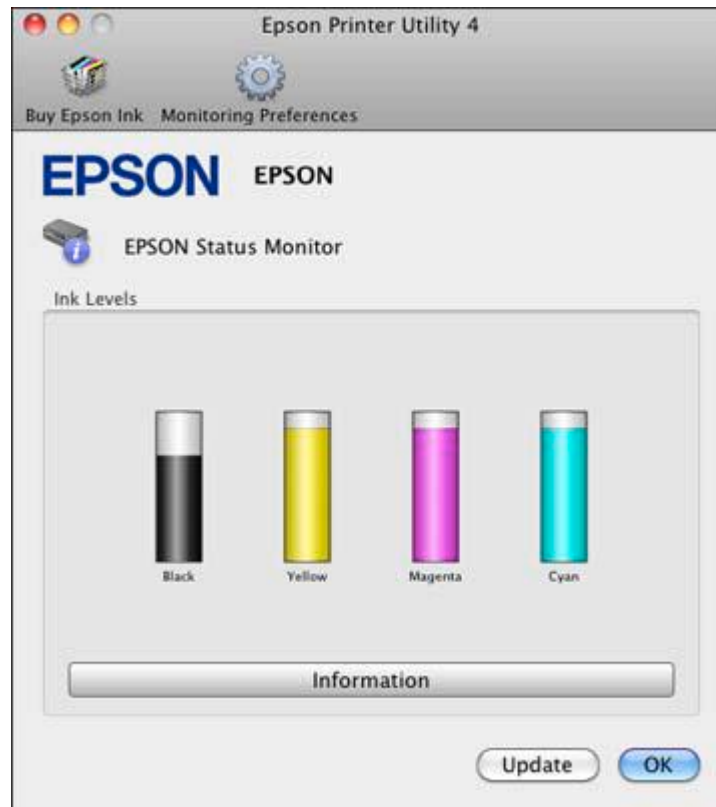 Epson Printer Utility 4
Buy Epson Ink Monitoring Preferences
EPSON EPSON
EPSON Status Monitor
Ink Levels
Black Yellow Magenta Cyan
Information
Update OK